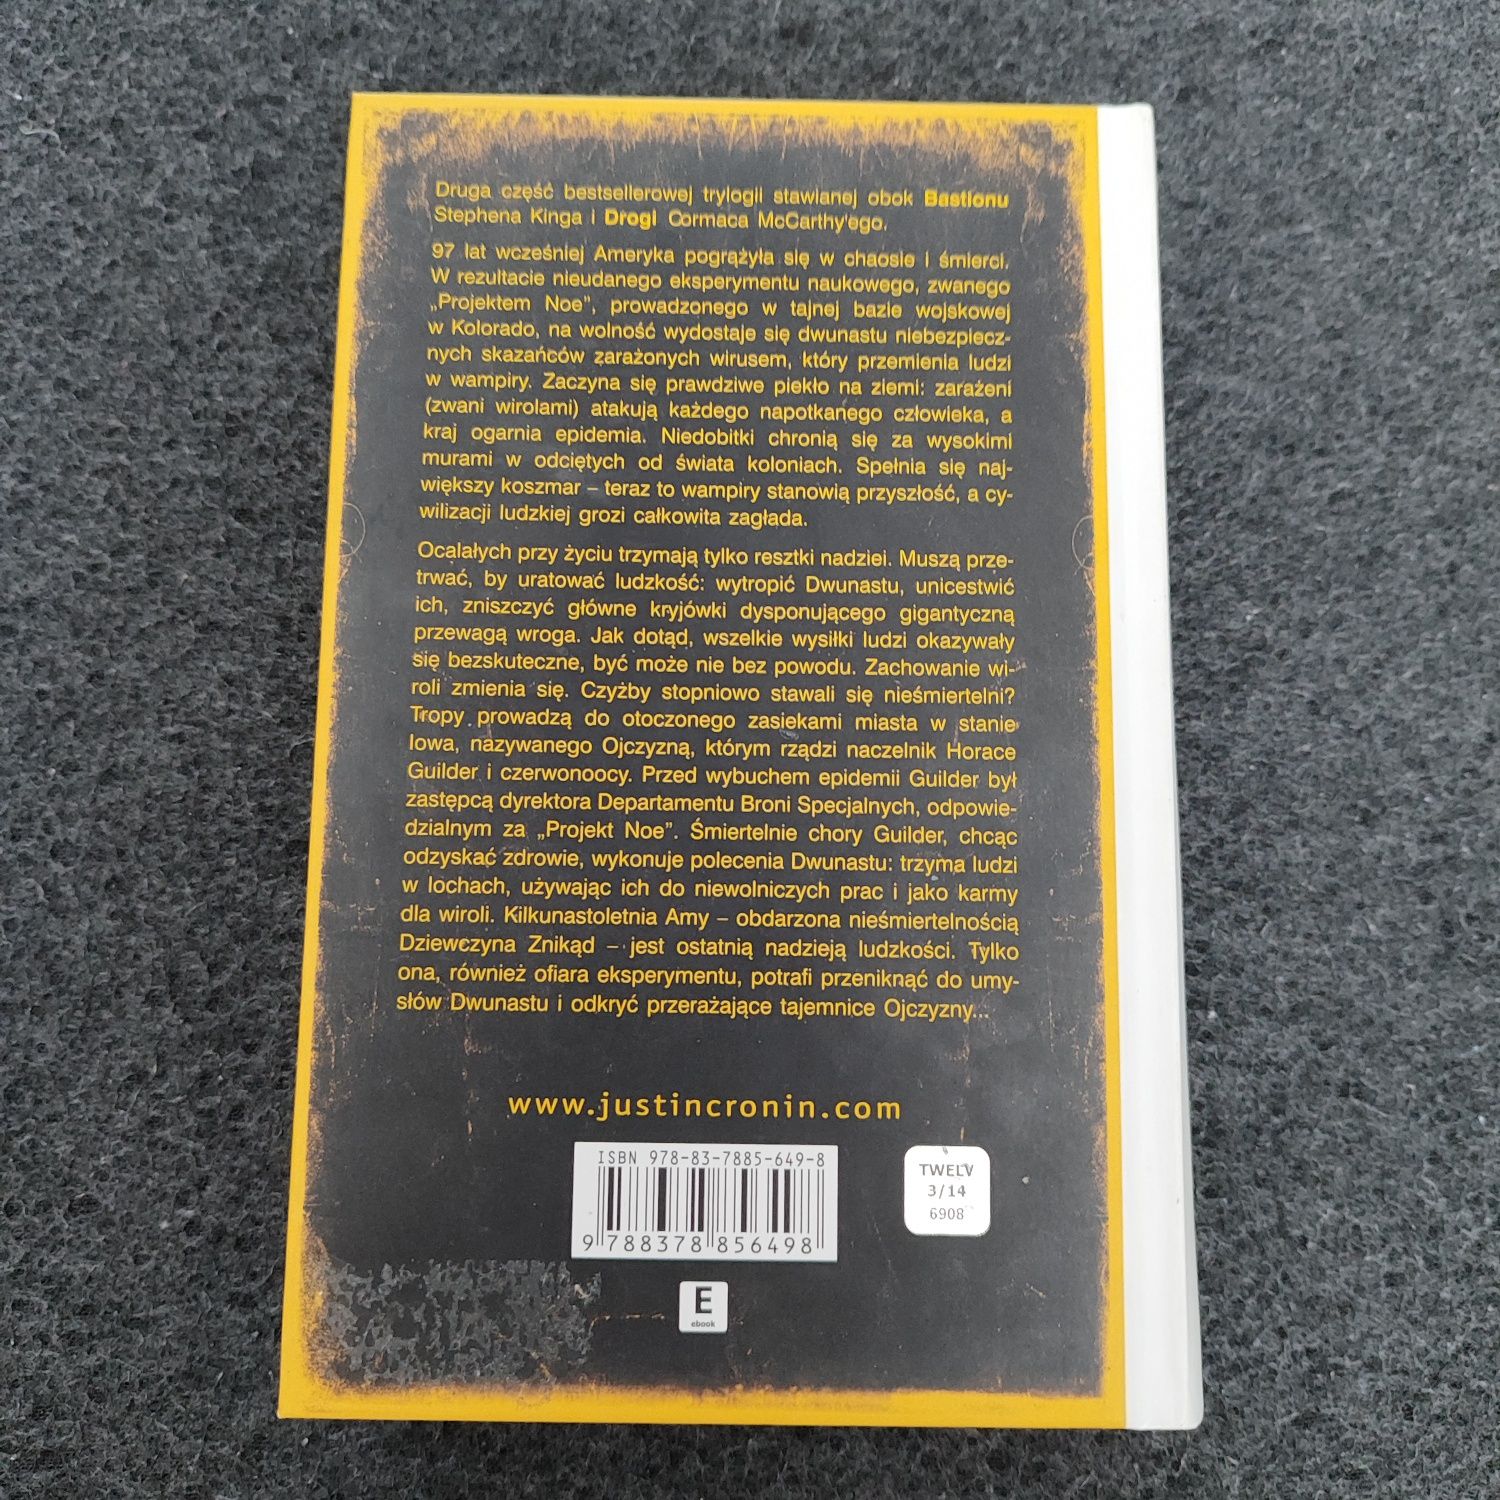 Druga część bestsellerowej trylogii stawianej obok Bastionu
Stephena Kinga i Drogi Cormaca McCarthy'ego.
97 lat wcześniej Ameryka pogrążyła się w chaosie i śmierci.
W rezultacie nieudanego eksperymentu naukowego, zwanego
„Projektem Noe”, prowadzonego w tajnej bazie wojskowej
w Kolorado, na wolność wydostaje się dwunastu niebezpiecz-
nych skazańców zarażonych wirusem, który przemienia ludzi
w wampiry. Zaczyna się prawdziwe piekło na ziemi: zarażeni
(zwani wirolami) atakują każdego napotkanego człowieka, a
kraj ogarnia epidemia. Niedobitki chronią się za wysokimi
murami w odciętych od świata koloniach. Spełnia się naj-
większy koszmar – teraz to wampiry stanowią przyszłość, a cy-
wilizacji ludzkiej grozi całkowita zagłada.
Ocalałych przy życiu trzymają tylko resztki nadziei. Muszą prze-
trwać, by uratować ludzkość: wytropić Dwunastu, unicestwić
ich, zniszczyć główne kryjówki dysponującego gigantyczną
przewagą wroga. Jak dotąd, wszelkie wysiłki ludzi okazywały
się bezskuteczne, być może nie bez powodu. Zachowanie wi-
roli zmienia się. Czyżby stopniowo stawali się nieśmiertelni?
Tropy prowadzą do otoczonego zasiekami miasta w stanie
Iowa, nazywanego Ojczyzną, którym rządzi naczelnik Horace
Guilder i czerwonoocy. Przed wybuchem epidemii Guilder był
zastępcą dyrektora Departamentu Broni Specjalnych, odpowie-
dzialnym za „Projekt Noe”. Śmiertelnie chory Guilder, chcąc
odzyskać zdrowie, wykonuje polecenia Dwunastu: trzyma ludzi
w lochach, używając ich do niewolniczych prac i jako karmy
dla wiroli. Kilkunastoletnia Amy – obdarzona nieśmiertelnością
Dziewczyna Znikąd – jest ostatnią nadzieją ludzkości. Tylko
ona, również ofiara eksperymentu, potrafi przeniknąć do umy-
słów Dwunastu i odkryć przerażające tajemnice Ojczyzny...
www.justincronin.com
ISBN 978-83-7885-649-8
9 788378 856498
TWELV
3/14
6908
E
ebook